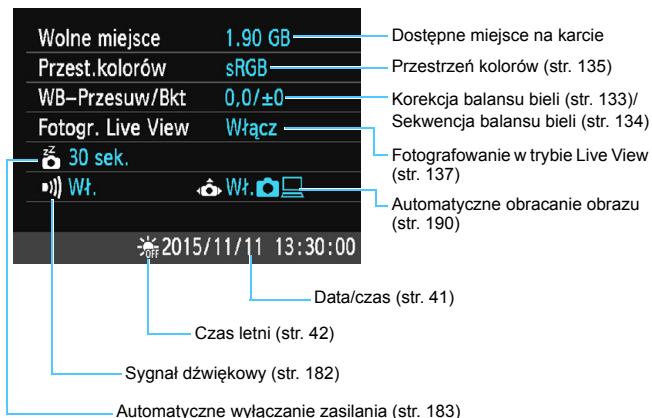 Wolne miejsce 1.90 GB Dostępne miejsce na karcie
Przest.kolorów sRGB Przestrzeń kolorów (str. 135)
WB-Przesuw/Bkt 0,0/±0 Korekcja balansu bieli (str. 133)/
Sekwencja balansu bieli (str. 134)
Fotogr. Live View Włącz Fotografowanie w trybie Live View
(str. 137)
30 sek.
Wł. Wł. Automatyczne obracanie obrazu
(str. 190)
OFF 2015/11/11 13:30:00
Data/czas (str. 41)
Czas letni (str. 42)
Sygnał dźwiękowy (str. 182)
Automatyczne wyłączanie zasilania (str. 183)